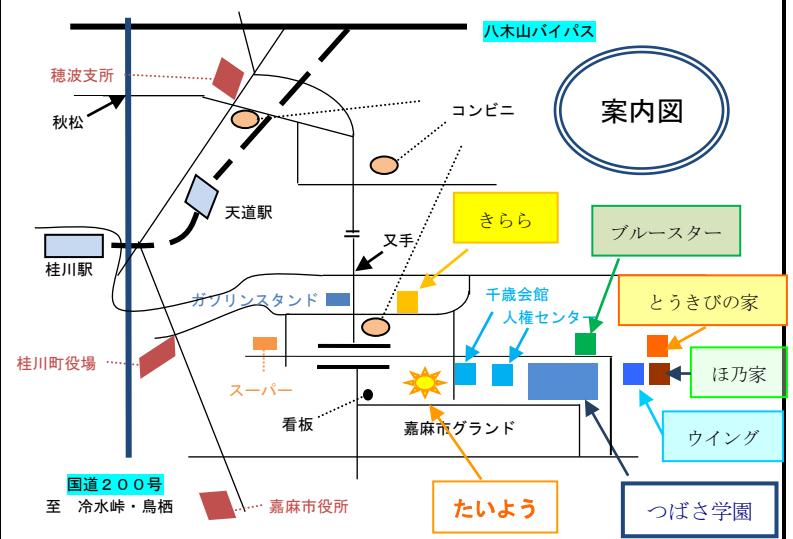 八木山バイパス
案内図
穂波支所
秋松
コンビニ
天道駅
きらら
ブルースター
又手
桂川駅
ガソリンスタンド
千歳会館
人権センター
とうきびの家
桂川町役場
スーパー
ほ乃家
看板
嘉麻市グランド
ウイング
国道２００号
至　冷水峠・鳥栖
嘉麻市役所
たいよう
つばさ学園